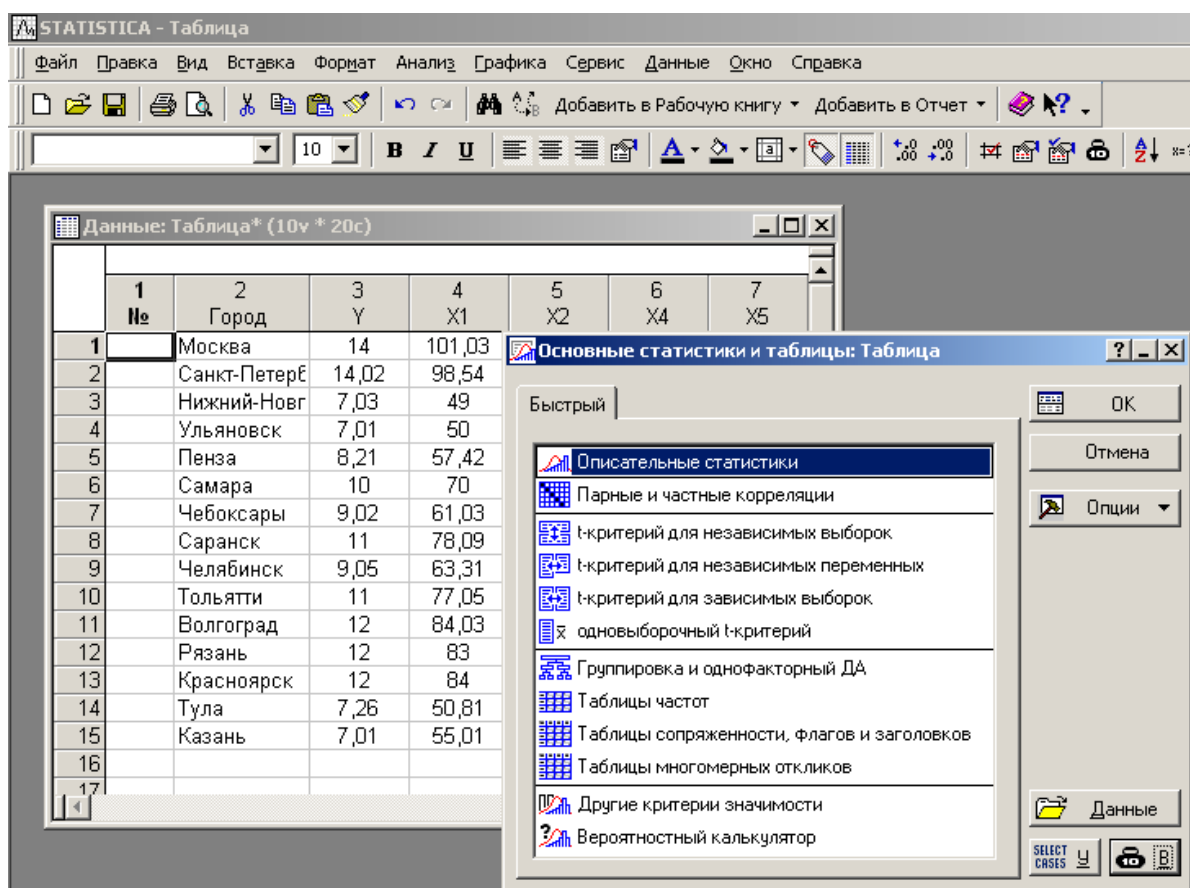 STATISTICA - Таблица
Файл Правка Вид Вставка Формат Анализ Графика Сервис Данные Окно Справка
Добавить в Рабочую книгу Добавить в Отчет
10 B I U A a
Данные: Таблица* (10v * 20c)
1 2 3 4 5 6 7
№ Город Y X1 X2 X4 X5
1 Москва 14 101,03
2 Санкт-Петерб 14,02 98,54
3 Нижний-Новг 7,03 49
4 Ульяновск 7,01 50
5 Пенза 8,21 57,42
6 Самара 10 70
7 Чебоксары 9,02 61,03
8 Саранск 11 78,09
9 Челябинск 9,05 63,31
10 Тольятти 11 77,05
11 Волгоград 12 84,03
12 Рязань 12 83
13 Красноярск 12 84
14 Тула 7,26 50,81
15 Казань 7,01 55,01
16
17
Основные статистики и таблицы: Таблица
Быстрый
Описательные статистики
Парные и частные корреляции
t-критерий для независимых выборок
t-критерий для независимых переменных
t-критерий для зависимых выборок
одновыборочный t-критерий
Группировка и однофакторный ДА
Таблицы частот
Таблицы сопряженности, флагов и заголовков
Таблицы многомерных откликов
Другие критерии значимости
Вероятностный калькулятор
OK
Отмена
Опции
Данные
SELECT CASES У В